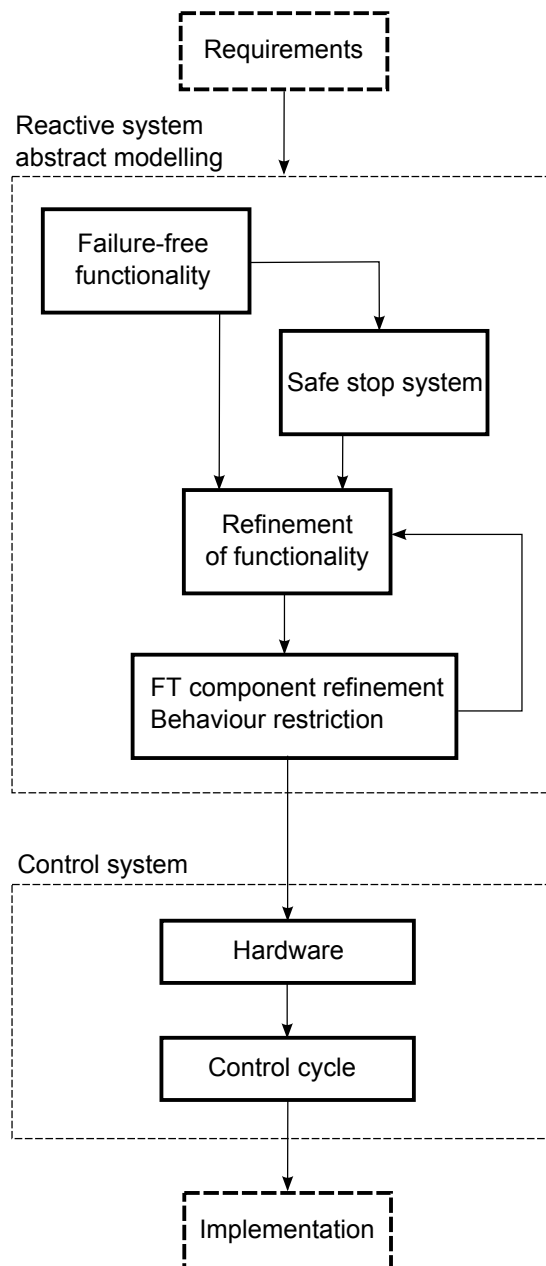 Requirements
Reactive system
abstract modelling
Failure-free
functionality
Safe stop system
Refinement
of functionality
FT component refinement
Behaviour restriction
Control system
Hardware
Control cycle
Implementation